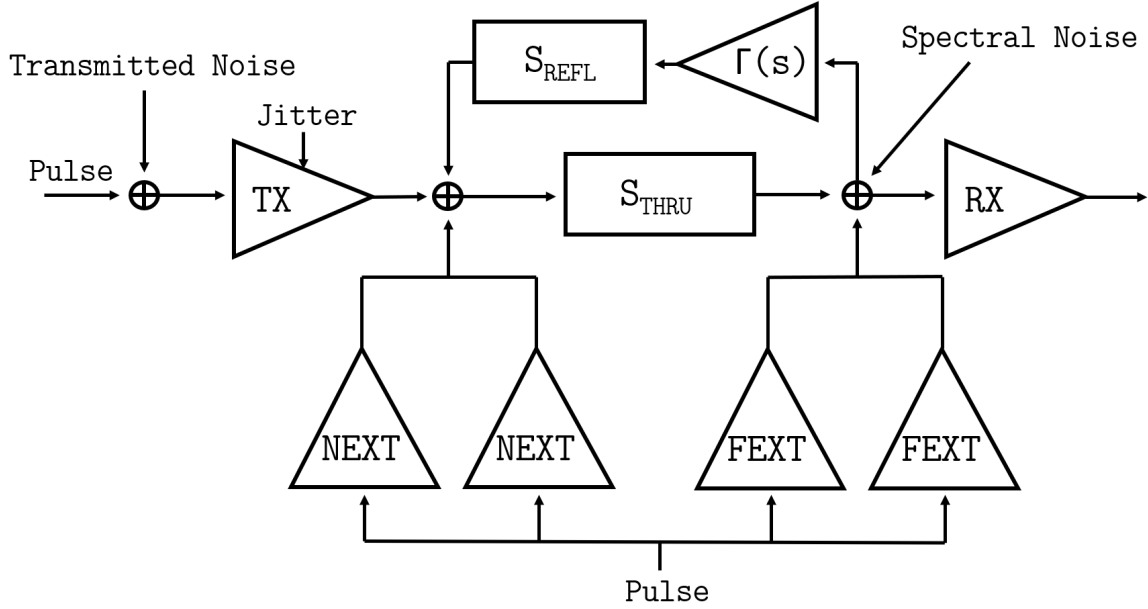 Spectral Noise
Transmitted Noise
S_REFL
Γ(s)
Jitter
Pulse
TX
S_THRU
RX
NEXT
NEXT
FEXT
FEXT
Pulse